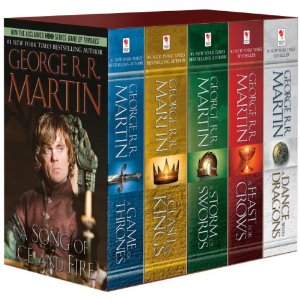 NOW THE ACCLAIMED HBO SERIES GAME OF THRONES
#1 NEW YORK TIMES BESTSELLING AUTHOR
GEORGE R.R.
MARTIN
A SONG OF
ICE AND FIRE
GEORGE R.R.
MARTIN
A GAME OF
THRONES
GEORGE R.R.
MARTIN
A CLASH OF
KINGS
GEORGE R.R.
MARTIN
A STORM OF
SWORDS
GEORGE R.R.
MARTIN
A FEAST FOR
CROWS
GEORGE R.R.
MARTIN
A DANCE WITH
DRAGONS